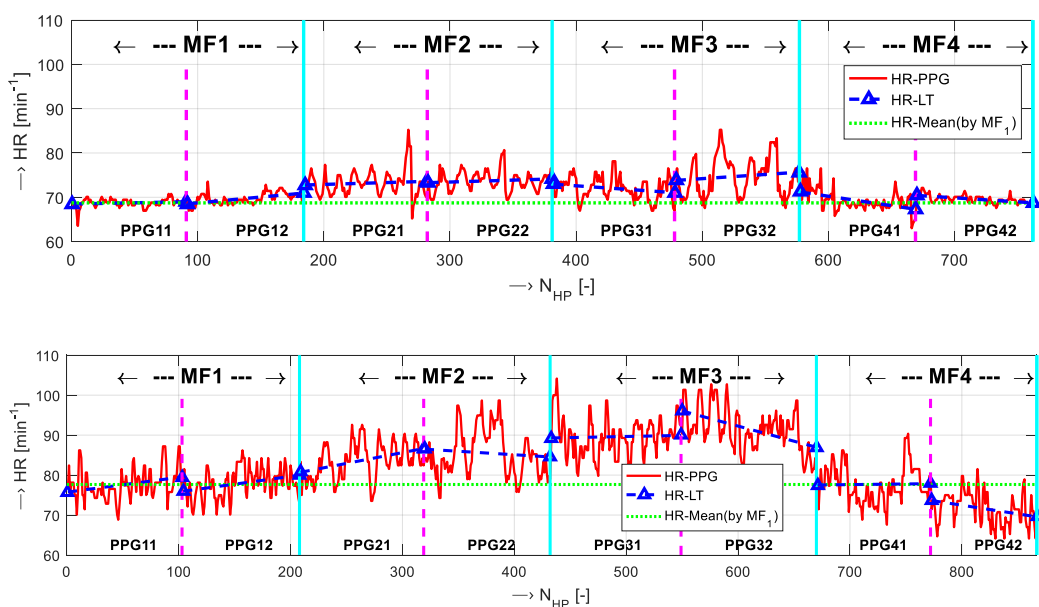 110
100
90
80
70
60
⟶ HR [min⁻¹]
← --- MF1 --- →
← --- MF2 --- →
← --- MF3 --- →
← --- MF4 --- →
HR-PPG
HR-LT
HR-Mean(by MF₁)
PPG11 PPG12 PPG21 PPG22 PPG31 PPG32 PPG41 PPG42
0 100 200 300 400 500 600 700
⟶ N_HP [-]
110
100
90
80
70
60
⟶ HR [min⁻¹]
← --- MF1 --- →
← --- MF2 --- →
← --- MF3 --- →
← --- MF4 --- →
HR-PPG
HR-LT
HR-Mean(by MF₁)
PPG11 PPG12 PPG21 PPG22 PPG31 PPG32 PPG41 PPG42
0 100 200 300 400 500 600 700 800
⟶ N_HP [-]